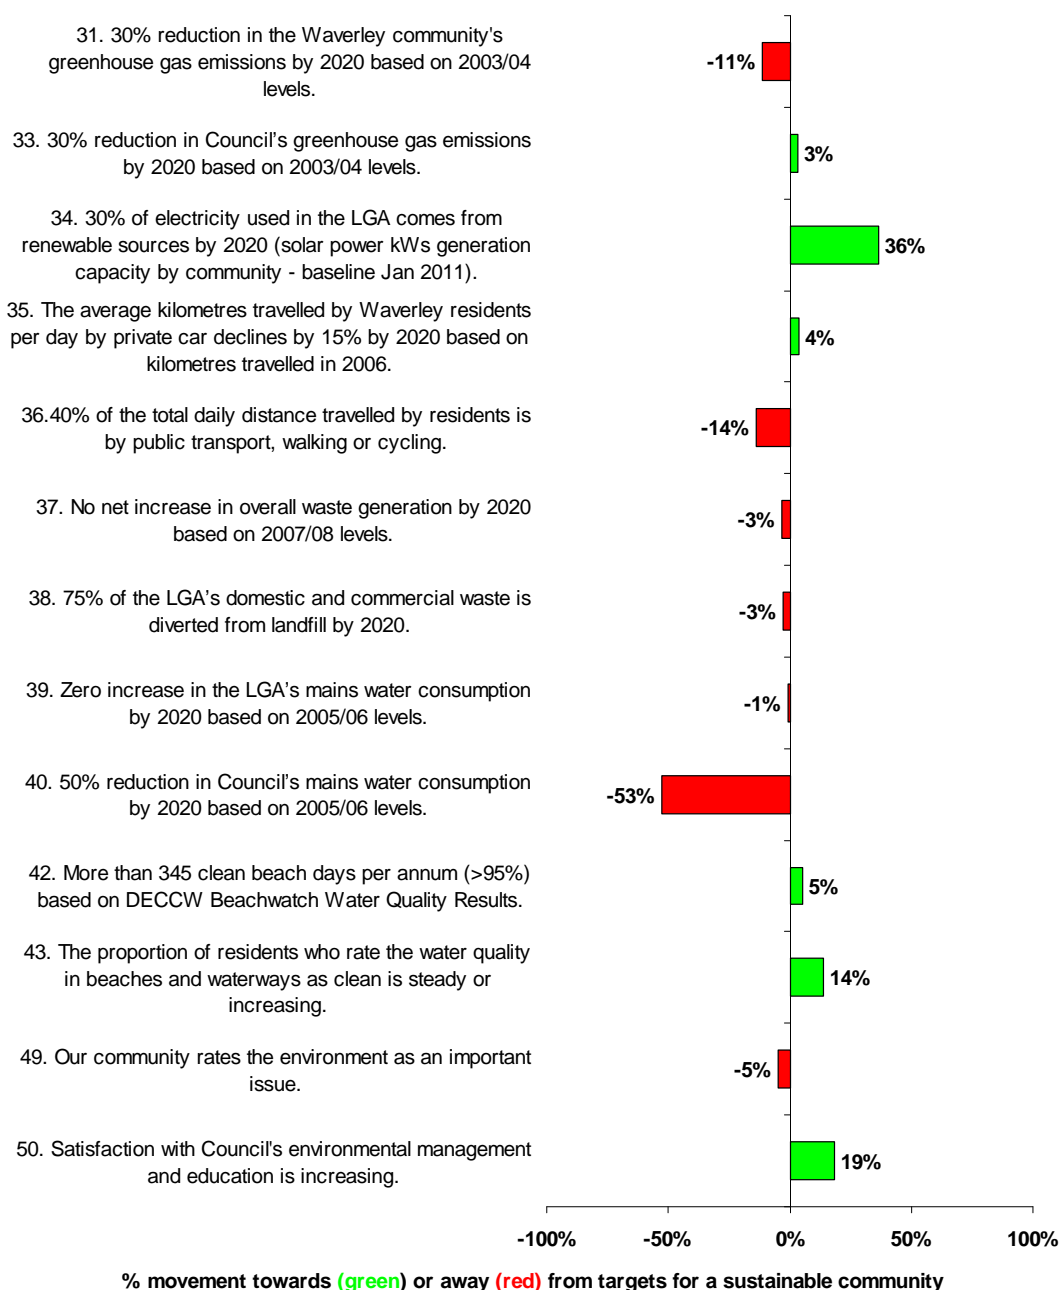 31. 30% reduction in the Waverley community's
greenhouse gas emissions by 2020 based on 2003/04
levels.
-11%
33. 30% reduction in Council’s greenhouse gas emissions
by 2020 based on 2003/04 levels.
3%
34. 30% of electricity used in the LGA comes from
renewable sources by 2020 (solar power kWs generation
capacity by community - baseline Jan 2011).
36%
35. The average kilometres travelled by Waverley residents
per day by private car declines by 15% by 2020 based on
kilometres travelled in 2006.
4%
36.40% of the total daily distance travelled by residents is
by public transport, walking or cycling.
-14%
37. No net increase in overall waste generation by 2020
based on 2007/08 levels.
-3%
38. 75% of the LGA’s domestic and commercial waste is
diverted from landfill by 2020.
-3%
39. Zero increase in the LGA’s mains water consumption
by 2020 based on 2005/06 levels.
-1%
40. 50% reduction in Council’s mains water consumption
by 2020 based on 2005/06 levels.
-53%
42. More than 345 clean beach days per annum (>95%)
based on DECCW Beachwatch Water Quality Results.
5%
43. The proportion of residents who rate the water quality
in beaches and waterways as clean is steady or
increasing.
14%
49. Our community rates the environment as an important
issue.
-5%
50. Satisfaction with Council's environmental management
and education is increasing.
19%
-100% -50% 0% 50% 100%
% movement towards (green) or away (red) from targets for a sustainable community